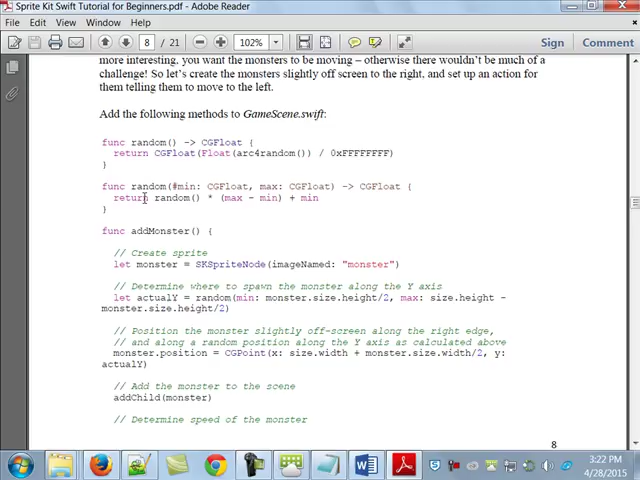 Sprite Kit Swift Tutorial for Beginners.pdf - Adobe Reader
File Edit View Window Help
8 / 21 102%
Sign Comment
more interesting, you want the monsters to be moving – otherwise there wouldn't be much of a
challenge! So let's create the monsters slightly off screen to the right, and set up an action for
them telling them to move to the left.
Add the following methods to GameScene.swift:
func random() -> CGFloat {
return CGFloat(Float(arc4random()) / 0xFFFFFFFF)
}
func random(#min: CGFloat, max: CGFloat) -> CGFloat {
return random() * (max - min) + min
}
func addMonster() {
// Create sprite
let monster = SKSpriteNode(imageNamed: "monster")
// Determine where to spawn the monster along the Y axis
let actualY = random(min: monster.size.height/2, max: size.height -
monster.size.height/2)
// Position the monster slightly off-screen along the right edge,
// and along a random position along the Y axis as calculated above
monster.position = CGPoint(x: size.width + monster.size.width/2, y:
actualY)
// Add the monster to the scene
addChild(monster)
// Determine speed of the monster
8
3:22 PM
4/28/2015